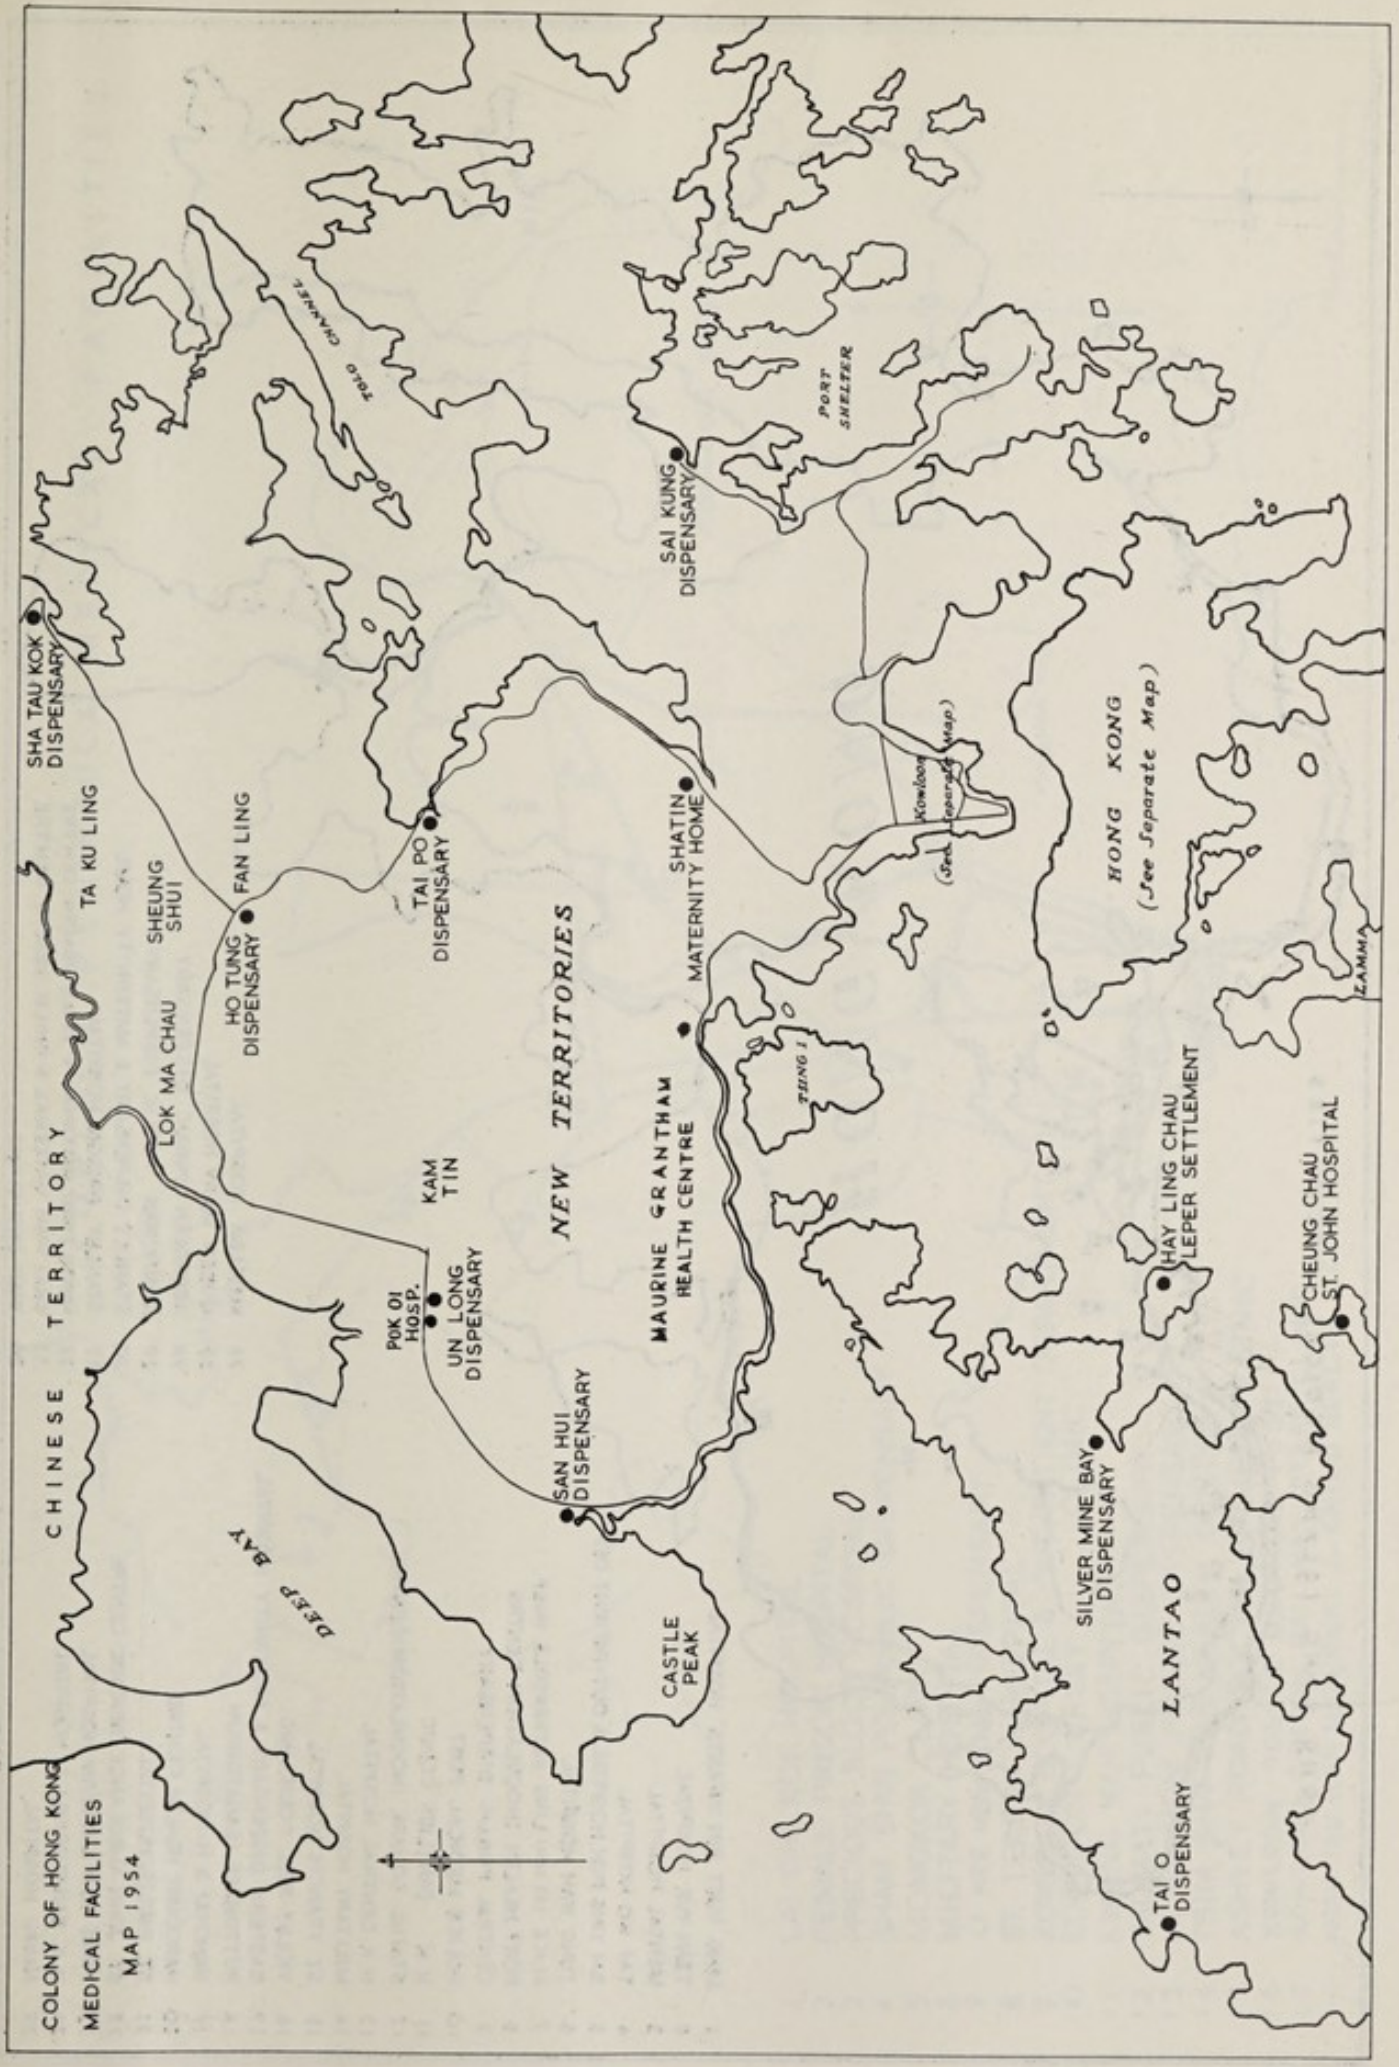 COLONY OF HONG KONG
MEDICAL FACILITIES
MAP 1954
CHINESE TERRITORY
SHA TAU KOK
DISPENSARY
TA KU LING
SHEUNG
SHUI
LOK MA CHAU
FAN LING
HO TUNG
DISPENSARY
TOLO CHANNEL
DEEP BAY
TAI PO
DISPENSARY
KAM
TIN
POK OI
HOSP.
UN LONG
DISPENSARY
NEW TERRITORIES
SAN HUI
DISPENSARY
CASTLE
PEAK
MAURINE GRANTHAM
HEALTH CENTRE
SHATIN
MATERNITY HOME
SAI KUNG
DISPENSARY
PORT
SHELTER
TSING I
Kowloon
(See Separate Map)
HONG KONG
(See Separate Map)
HAY LING CHAU
LEPER SETTLEMENT
SILVER MINE BAY
DISPENSARY
LANTAO
TAI O
DISPENSARY
CHEUNG CHAU
ST. JOHN HOSPITAL
LAMMA